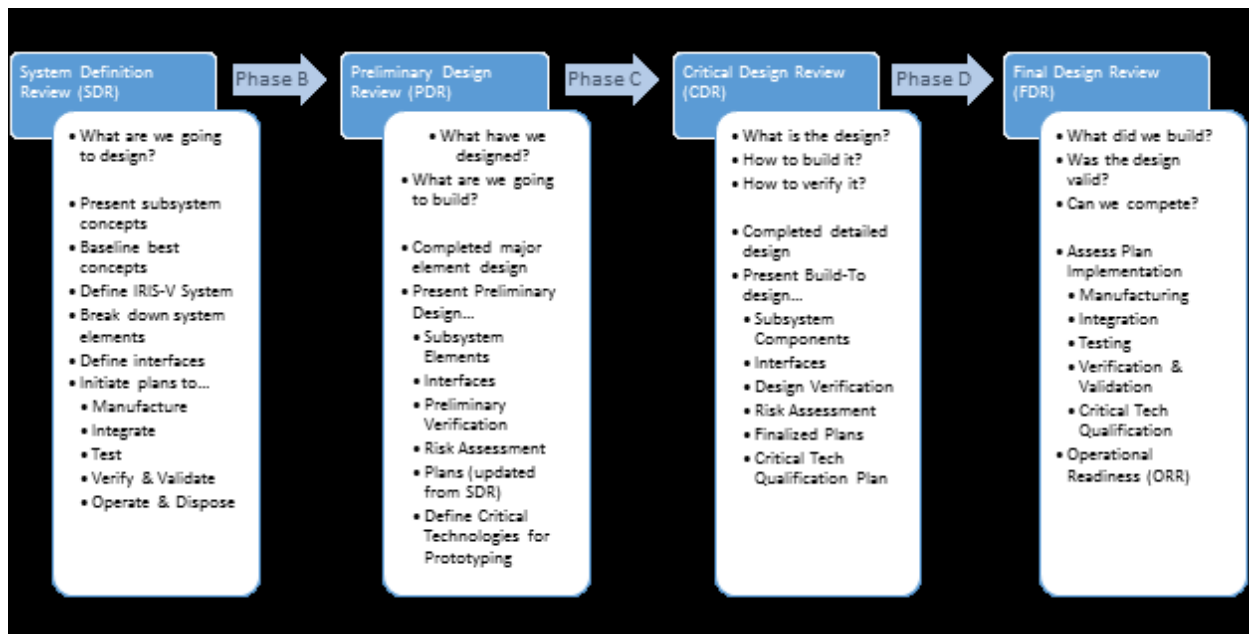 System Definition
Review (SDR)
• What are we going
to design?
• Present subsystem
concepts
• Baseline best
concepts
• Define IRIS-V System
• Break down system
elements
• Define interfaces
• Initiate plans to...
• Manufacture
• Integrate
• Test
• Verify & Validate
• Operate & Dispose
Phase B
Preliminary Design
Review (PDR)
• What have we
designed?
• What are we going
to build?
• Completed major
element design
• Present Preliminary
Design...
• Subsystem
Elements
• Interfaces
• Preliminary
Verification
• Risk Assessment
• Plans (updated
from SDR)
• Define Critical
Technologies for
Prototyping
Phase C
Critical Design Review
(CDR)
• What is the design?
• How to build it?
• How to verify it?
• Completed detailed
design
• Present Build-To
design...
• Subsystem
Components
• Interfaces
• Design Verification
• Risk Assessment
• Finalized Plans
• Critical Tech
Qualification Plan
Phase D
Final Design Review
(FDR)
• What did we build?
• Was the design
valid?
• Can we compete?
• Assess Plan
Implementation
• Manufacturing
• Integration
• Testing
• Verification &
Validation
• Critical Tech
Qualification
• Operational
Readiness (ORR)